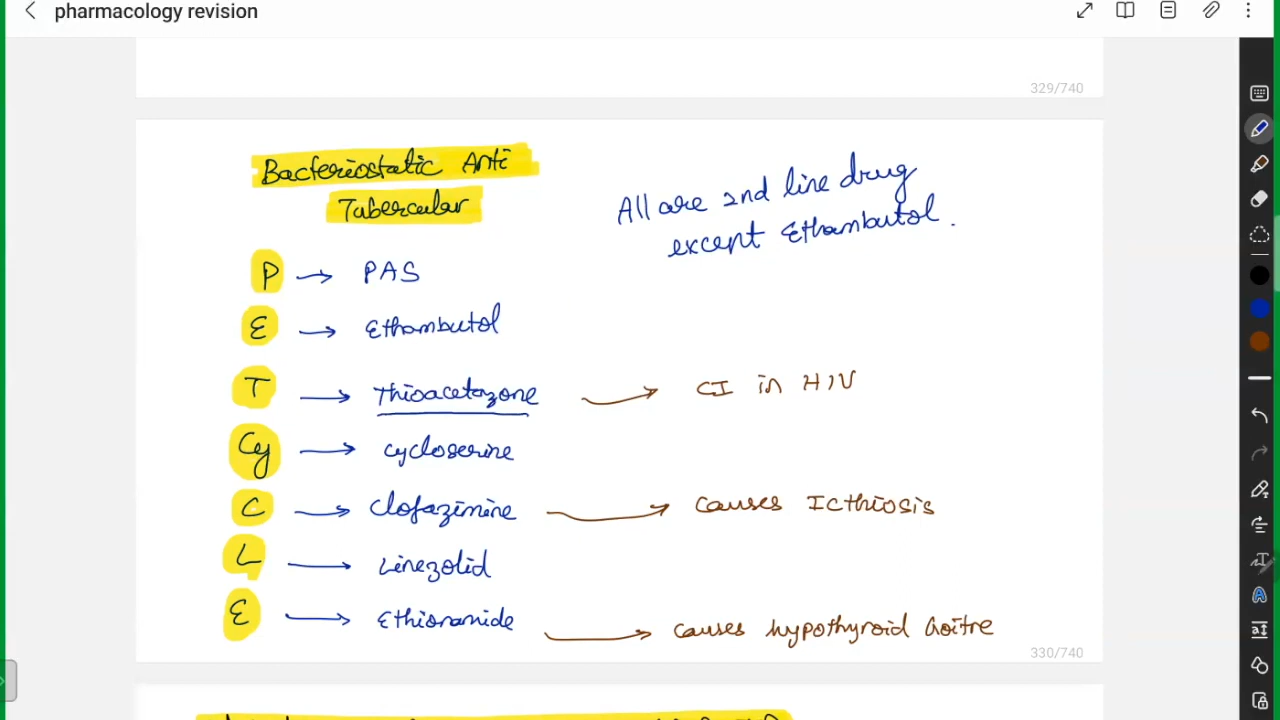 pharmacology revision
329/740
Bacteriostatic Anti
Tubercular
All are 2nd line drug
except Ethambutol.
P → PAS
E → Ethambutol
T → Thioacetazone → CI in HIV
Cy → cycloserine
C → Clofazimine → causes Icthiosis
L → Linezolid
E → Ethionamide → causes hypothyroid Goitre
330/740